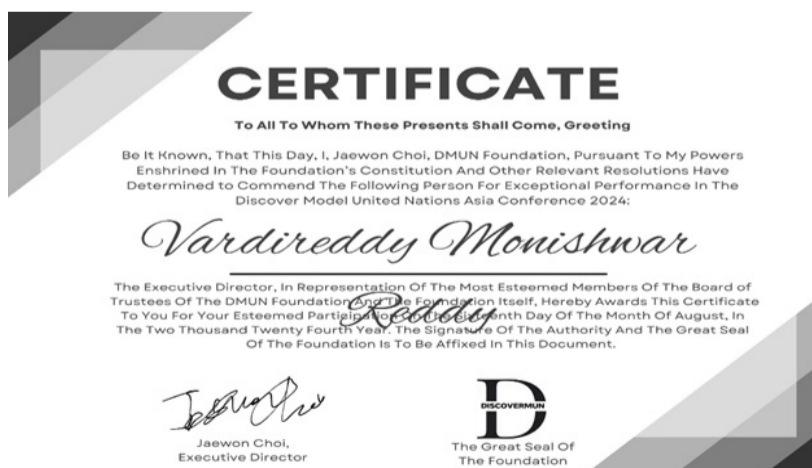 CERTIFICATE
To All To Whom These Presents Shall Come, Greeting
Be It Known, That This Day, I, Jaewon Choi, DMUN Foundation, Pursuant To My Powers
Enshrined In The Foundation's Constitution And Other Relevant Resolutions Have
Determined to Commend The Following Person For Exceptional Performance In The
Discover Model United Nations Asia Conference 2024:
Vardireddy Monishwar
Reddy
The Executive Director, In Representation Of The Most Esteemed Members Of The Board of
Trustees Of The DMUN Foundation And The Foundation Itself, Hereby Awards This Certificate
To You For Your Esteemed Participation On The Sixteenth Day Of The Month Of August, In
The Two Thousand Twenty Fourth Year. The Signature Of The Authority And The Great Seal
Of The Foundation Is To Be Affixed In This Document.
Jaewon Choi
Jaewon Choi,
Executive Director
D
DISCOVERMUN
The Great Seal Of
The Foundation